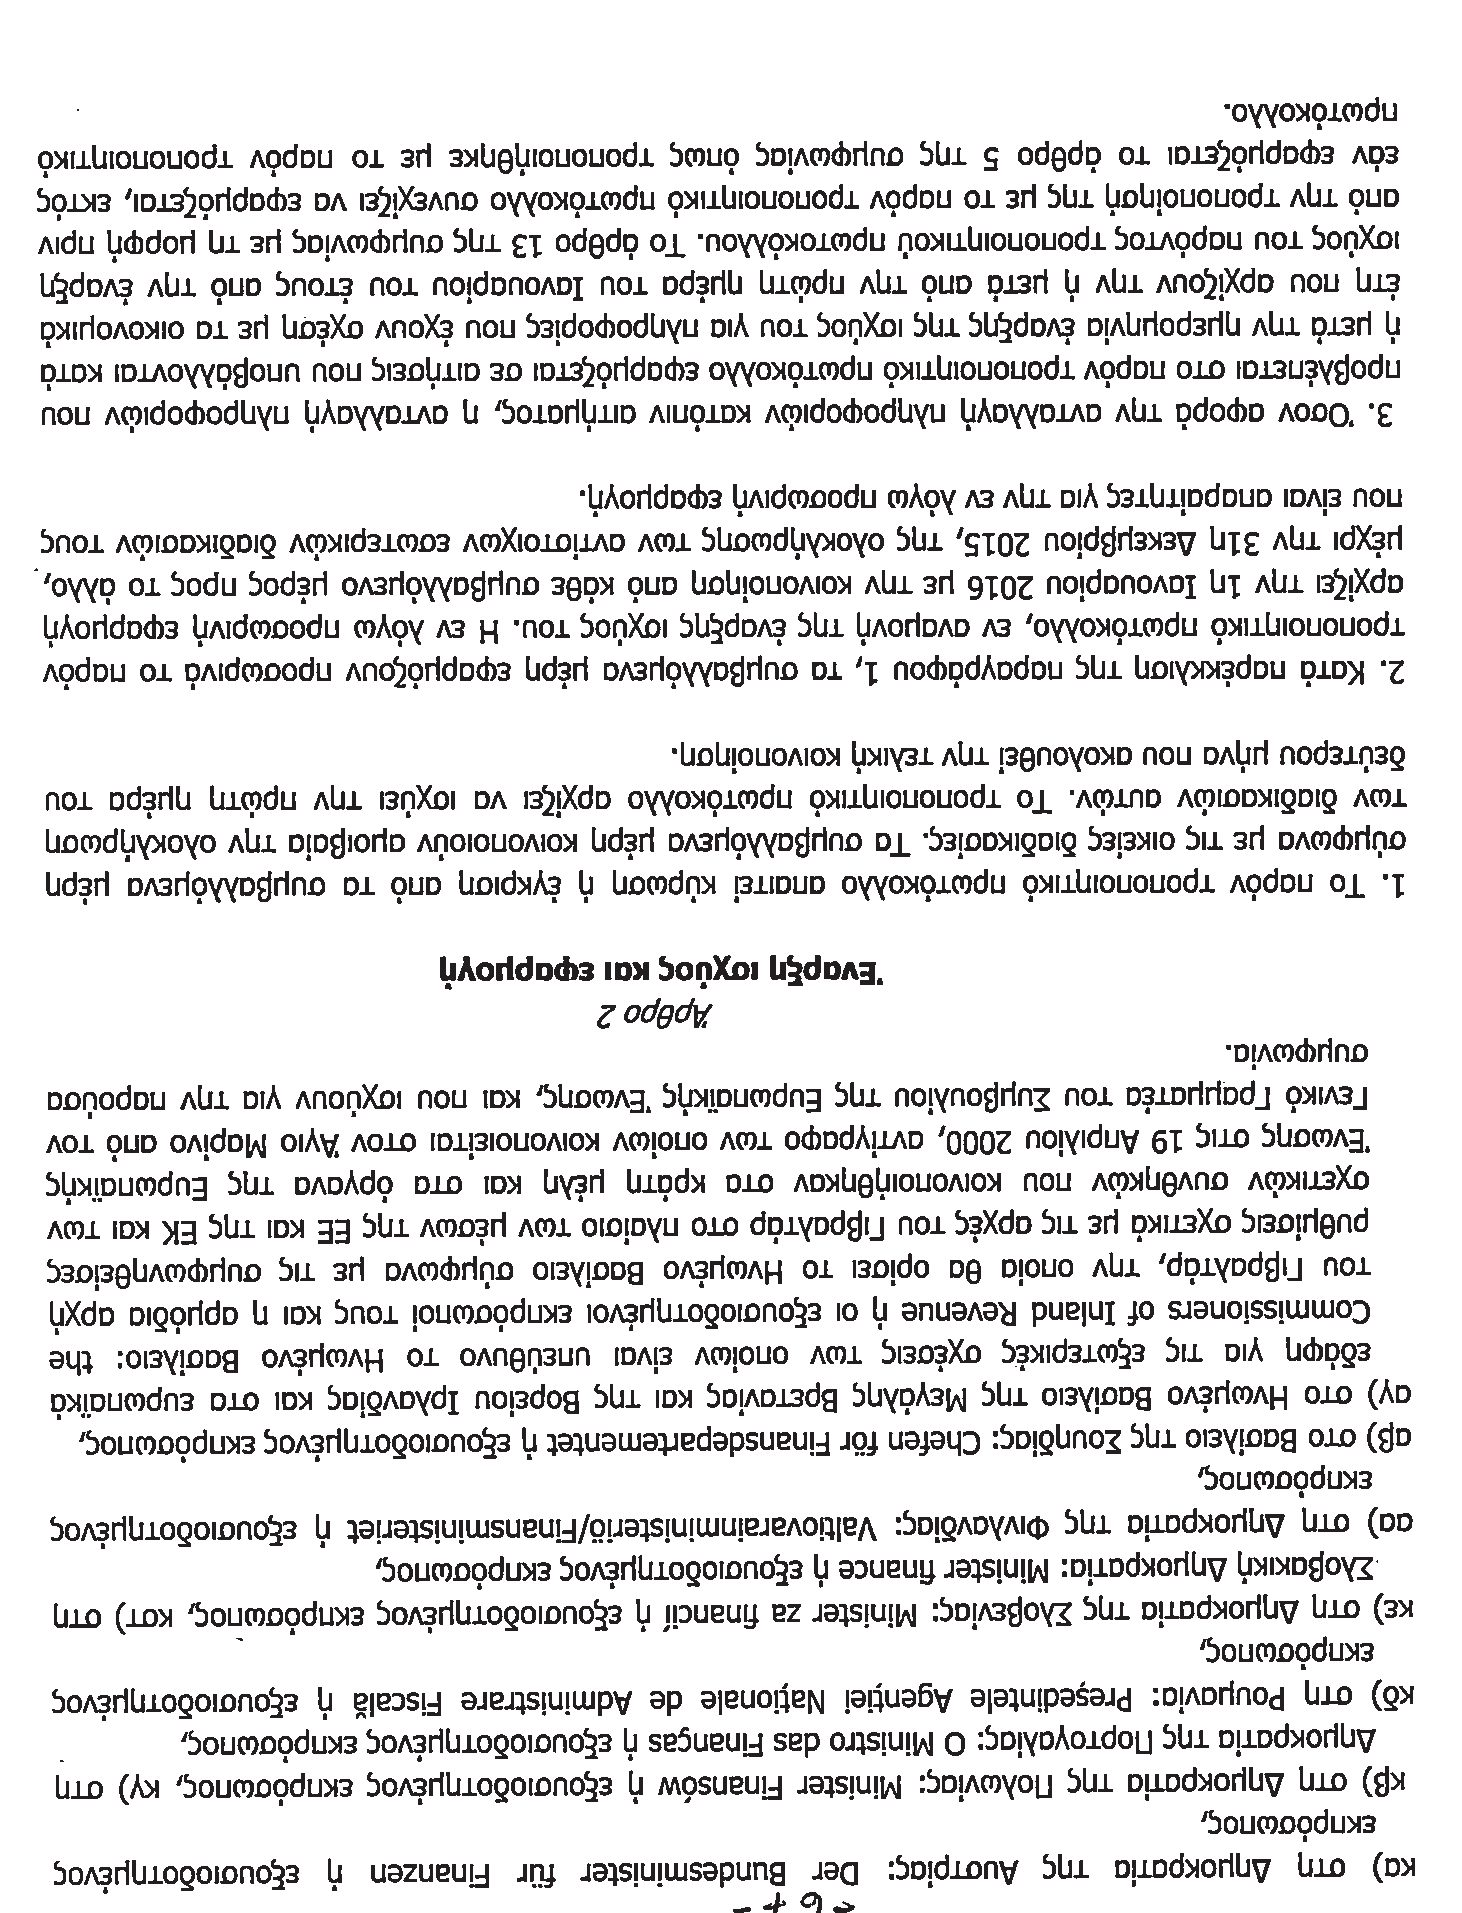 κα) στη Δημοκρατία της Αυστρίας: Der Bundesminister für Finanzen ή εξουσιοδοτημένος
εκπρόσωπος,
κβ) στη Δημοκρατία της Πολωνίας: Minister Finansów ή εξουσιοδοτημένος εκπρόσωπος, κγ) στη
Δημοκρατία της Πορτογαλίας: O Ministro das Finanças ή εξουσιοδοτημένος εκπρόσωπος,
κδ) στη Ρουμανία: Președintele Agenției Naționale de Administrare Fiscală ή εξουσιοδοτημένος
εκπρόσωπος,
κε) στη Δημοκρατία της Σλοβενίας: Minister za financií ή εξουσιοδοτημένος εκπρόσωπος, κστ) στη
Σλοβακική Δημοκρατία: Minister finance ή εξουσιοδοτημένος εκπρόσωπος,
αα) στη Δημοκρατία της Φινλανδίας: Valtiovarainministeriö/Finansministeriet ή εξουσιοδοτημένος
εκπρόσωπος,
αβ) στο Βασίλειο της Σουηδίας: Chefen för Finansdepartementet ή εξουσιοδοτημένος εκπρόσωπος,
αγ) στο Ηνωμένο Βασίλειο της Μεγάλης Βρετανίας και της Βορείου Ιρλανδίας και στα ευρωπαϊκά
εδάφη για τις εξωτερικές σχέσεις των οποίων είναι υπεύθυνο το Ηνωμένο Βασίλειο: the
Commissioners of Inland Revenue ή οι εξουσιοδοτημένοι εκπρόσωποί τους και η αρμόδια αρχή
του Γιβραλτάρ, την οποία θα ορίσει το Ηνωμένο Βασίλειο σύμφωνα με τις συμφωνηθείσες
ρυθμίσεις σχετικά με τις αρχές του Γιβραλτάρ στο πλαίσιο των μέσων της ΕΕ και της ΕΚ και των
σχετικών συνθηκών που κοινοποιήθηκαν στα κράτη μέλη και στα όργανα της Ευρωπαϊκής
Ένωσης στις 19 Απριλίου 2000, αντίγραφο των οποίων κοινοποιείται στον Άγιο Μαρίνο από τον
Γενικό Γραμματέα του Συμβουλίου της Ευρωπαϊκής Ένωσης, και που ισχύουν για την παρούσα
συμφωνία.
Άρθρο 2
Έναρξη ισχύος και εφαρμογή
1. Το παρόν τροποποιητικό πρωτόκολλο απαιτεί κύρωση ή έγκριση από τα συμβαλλόμενα μέρη
σύμφωνα με τις οικείες διαδικασίες. Τα συμβαλλόμενα μέρη κοινοποιούν αμοιβαία την ολοκλήρωση
των διαδικασιών αυτών. Το τροποποιητικό πρωτόκολλο αρχίζει να ισχύει την πρώτη ημέρα του
δεύτερου μήνα που ακολουθεί την τελική κοινοποίηση.
2. Κατά παρέκκλιση της παραγράφου 1, τα συμβαλλόμενα μέρη εφαρμόζουν προσωρινά το παρόν
τροποποιητικό πρωτόκολλο, εν αναμονή της έναρξης ισχύος του. Η εν λόγω προσωρινή εφαρμογή
αρχίζει την 1η Ιανουαρίου 2016 με την κοινοποίηση από κάθε συμβαλλόμενο μέρος προς το άλλο,
μέχρι την 31η Δεκεμβρίου 2015, της ολοκλήρωσης των αντίστοιχων εσωτερικών διαδικασιών τους
που είναι απαραίτητες για την εν λόγω προσωρινή εφαρμογή.
3. Όσον αφορά την ανταλλαγή πληροφοριών κατόπιν αιτήματος, η ανταλλαγή πληροφοριών που
προβλέπεται στο παρόν τροποποιητικό πρωτόκολλο εφαρμόζεται σε αιτήσεις που υποβάλλονται κατά
ή μετά την ημερομηνία έναρξης της ισχύος του για πληροφορίες που έχουν σχέση με τα οικονομικά
έτη που αρχίζουν την ή μετά από την πρώτη ημέρα του Ιανουαρίου του έτους από την έναρξη
ισχύος του παρόντος τροποποιητικού πρωτοκόλλου. Το άρθρο 13 της συμφωνίας με τη μορφή πριν
από την τροποποίησή της με το παρόν τροποποιητικό πρωτόκολλο συνεχίζει να εφαρμόζεται, εκτός
εάν εφαρμόζεται το άρθρο 5 της συμφωνίας όπως τροποποιήθηκε με το παρόν τροποποιητικό
πρωτόκολλο.